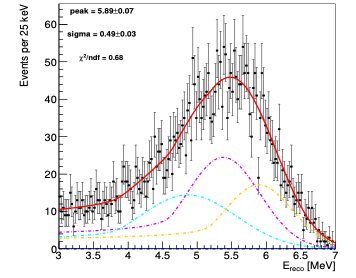 peak = 5.89±0.07
sigma = 0.49±0.03
χ²/ndf = 0.68
Events per 25 keV
60
50
40
30
20
10
0
3 3.5 4 4.5 5 5.5 6 6.5 7
E_reco [MeV]